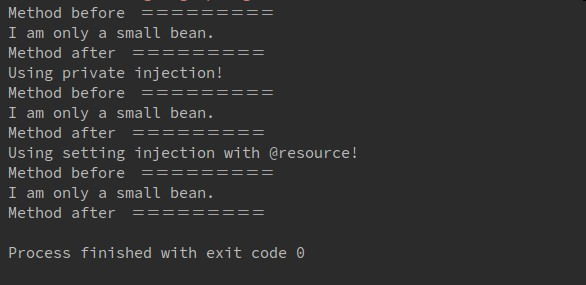 Method before =========
I am only a small bean.
Method after =========
Using private injection!
Method before =========
I am only a small bean.
Method after =========
Using setting injection with @resource!
Method before =========
I am only a small bean.
Method after =========
Process finished with exit code 0